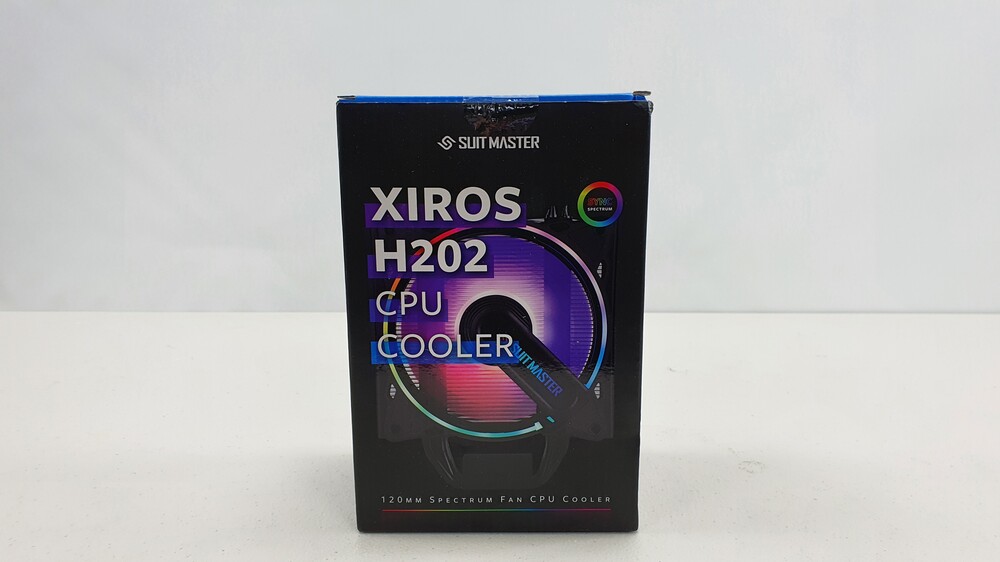 SUIT MASTER
XIROS
H202
CPU
COOLER
SYNC
SPECTRUM
SUIT MASTER
120MM SPECTRUM FAN CPU COOLER